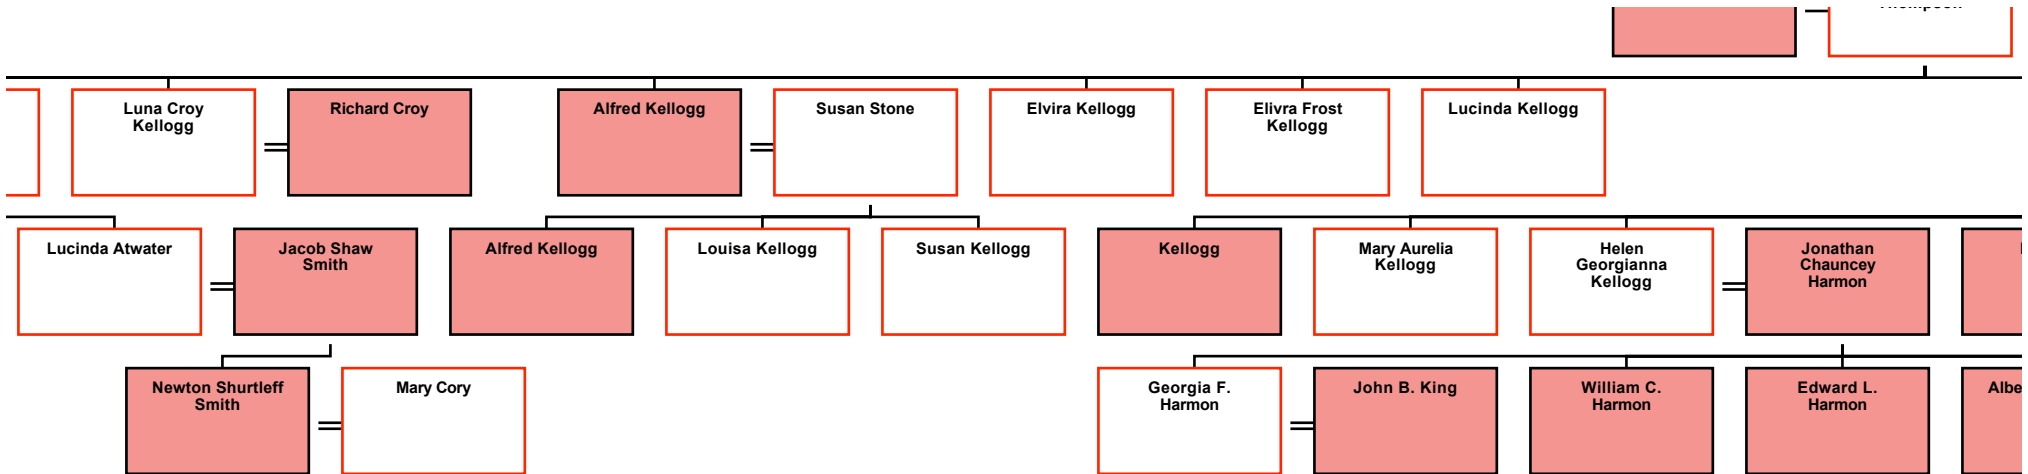 Luna Croy
Kellogg
Richard Croy
Alfred Kellogg
Susan Stone
Elvira Kellogg
Elivra Frost
Kellogg
Lucinda Kellogg
Lucinda Atwater
Jacob Shaw
Smith
Alfred Kellogg
Louisa Kellogg
Susan Kellogg
Kellogg
Mary Aurelia
Kellogg
Helen
Georgianna
Kellogg
Jonathan
Chauncey
Harmon
Newton Shurtleff
Smith
Mary Cory
Georgia F.
Harmon
John B. King
William C.
Harmon
Edward L.
Harmon
Albe